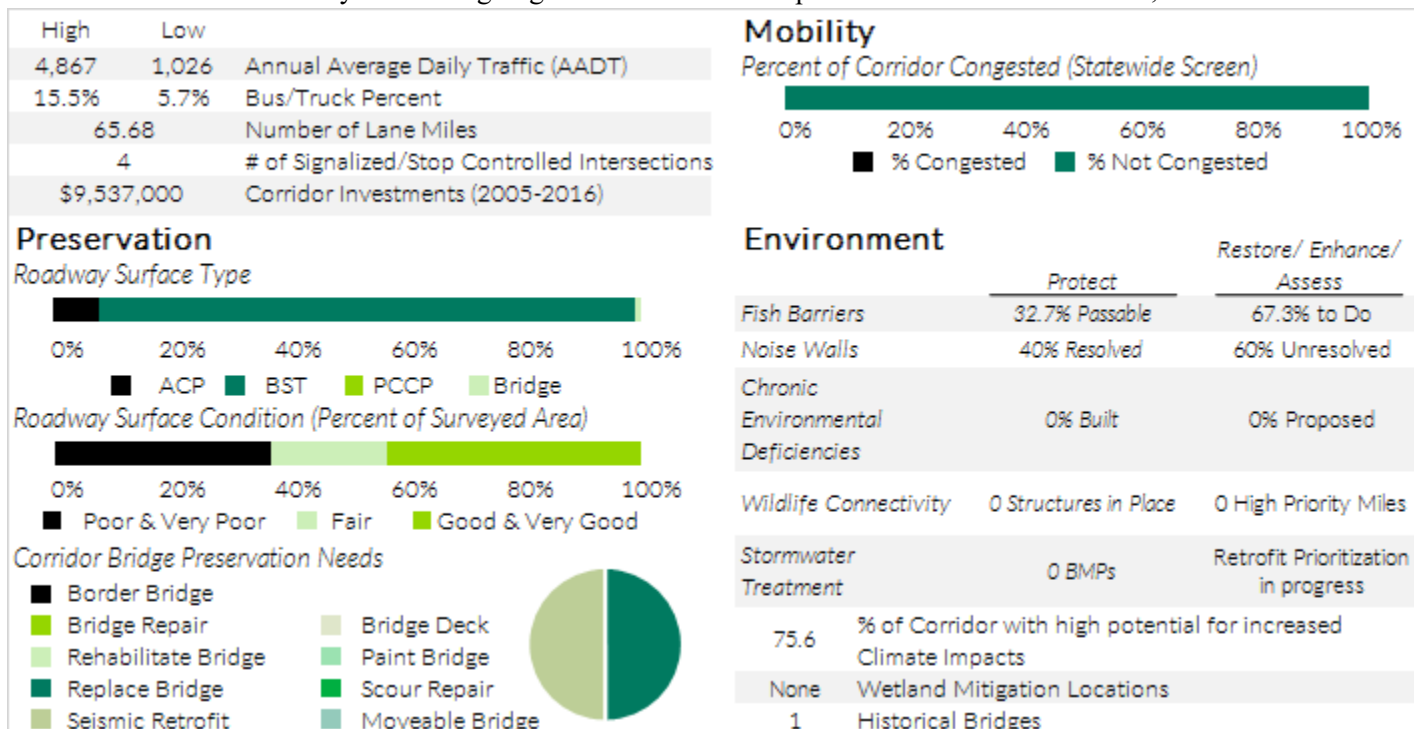 High Low
4,867 1,026 Annual Average Daily Traffic (AADT)
15.5% 5.7% Bus/Truck Percent
65.68 Number of Lane Miles
4 # of Signalized/Stop Controlled Intersections
$9,537,000 Corridor Investments (2005-2016)
Preservation
Roadway Surface Type
0% 20% 40% 60% 80% 100%
ACP BST PCCP Bridge
Roadway Surface Condition (Percent of Surveyed Area)
0% 20% 40% 60% 80% 100%
Poor & Very Poor Fair Good & Very Good
Corridor Bridge Preservation Needs
Border Bridge
Bridge Repair Bridge Deck
Rehabilitate Bridge Paint Bridge
Replace Bridge Scour Repair
Seismic Retrofit Moveable Bridge
Mobility
Percent of Corridor Congested (Statewide Screen)
0% 20% 40% 60% 80% 100%
% Congested % Not Congested
Environment
Restore/ Enhance/
Protect Assess
Fish Barriers 32.7% Passable 67.3% to Do
Noise Walls 40% Resolved 60% Unresolved
Chronic
Environmental 0% Built 0% Proposed
Deficiencies
Wildlife Connectivity 0 Structures in Place 0 High Priority Miles
Stormwater Retrofit Prioritization
Treatment 0 BMPs in progress
75.6 % of Corridor with high potential for increased
Climate Impacts
None Wetland Mitigation Locations
1 Historical Bridges